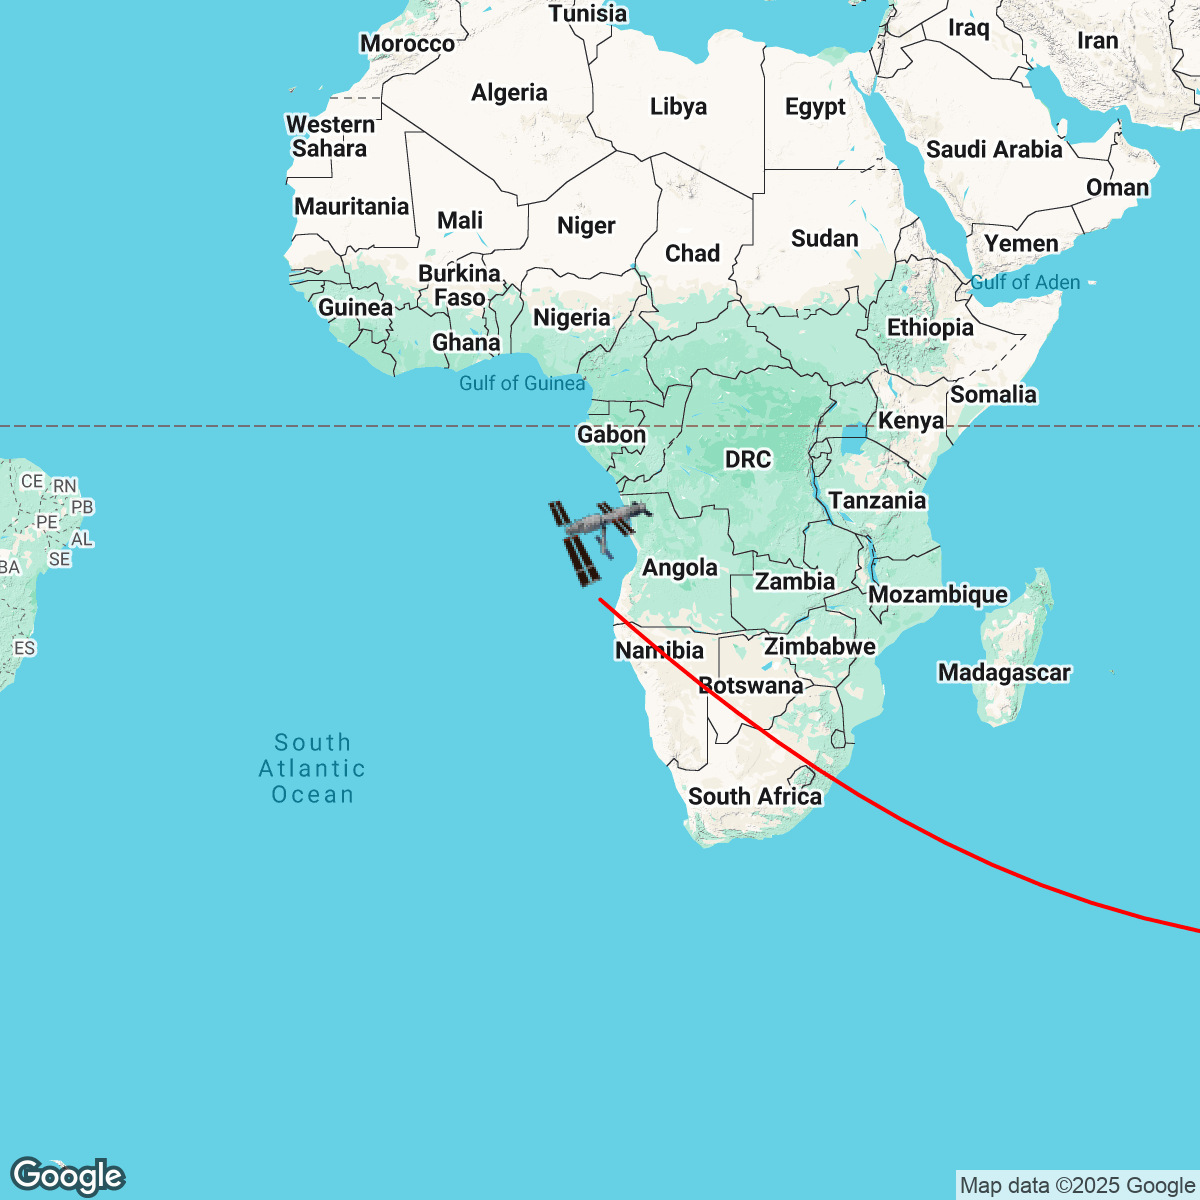 Tunisia
Morocco
Iraq
Iran
Algeria
Libya
Egypt
Western
Sahara
Saudi Arabia
Oman
Mauritania
Mali
Niger
Chad
Sudan
Yemen
Burkina
Faso
Gulf of Aden
Guinea
Nigeria
Ethiopia
Ghana
Gulf of Guinea
Somalia
Kenya
Gabon
DRC
CE
RN
PB
PE
AL
SE
BA
Tanzania
Angola
Zambia
Mozambique
ES
Namibia
Zimbabwe
Botswana
Madagascar
South
Atlantic
Ocean
South Africa
Google
Map data ©2025 Google